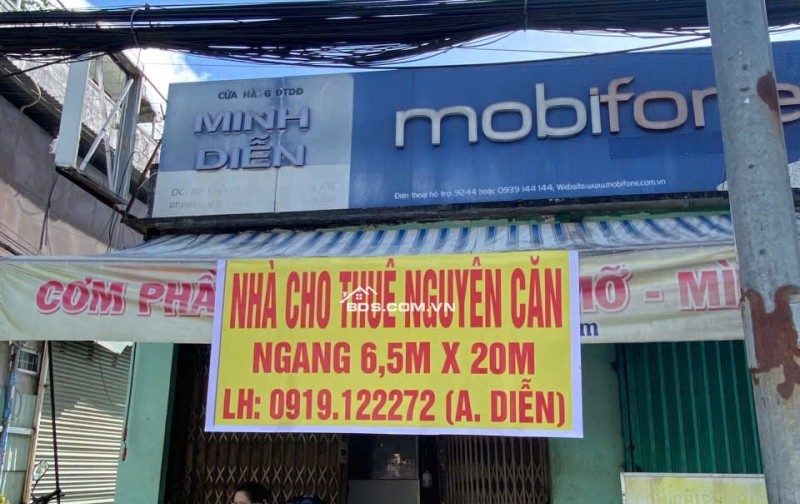 CỬA HÀNG ĐTDĐ
MINH
DIỄN
mobifone
Điện thoại hỗ trợ: 9244 hoặc 0939 144 144, Website:www.mobifone.com.vn
CƠM PHẦ
MỠ - MÌ
NHÀ CHO THUÊ NGUYÊN CĂN
BDS.COM.VN
NGANG 6,5M X 20M
LH: 0919.122272 (A. DIỄN)